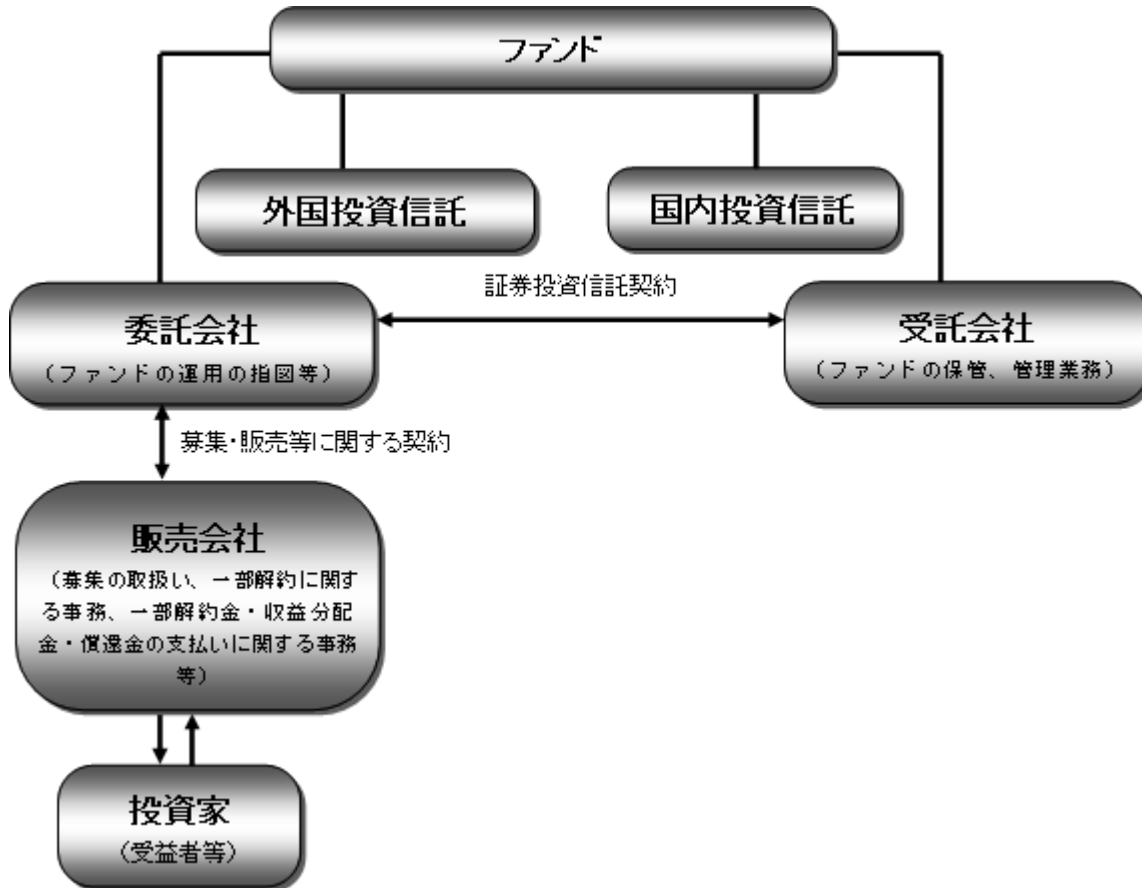 ファンド
外国投資信託
国内投資信託
証券投資信託契約
委託会社
（ファンドの運用の指図等）
受託会社
（ファンドの保管、管理業務）
募集・販売等に関する契約
販売会社
（募集の取扱い、一部解約に関す
る事務、一部解約金・収益分配
金・償還金の支払いに関する事務
等）
投資家
（受益者等）